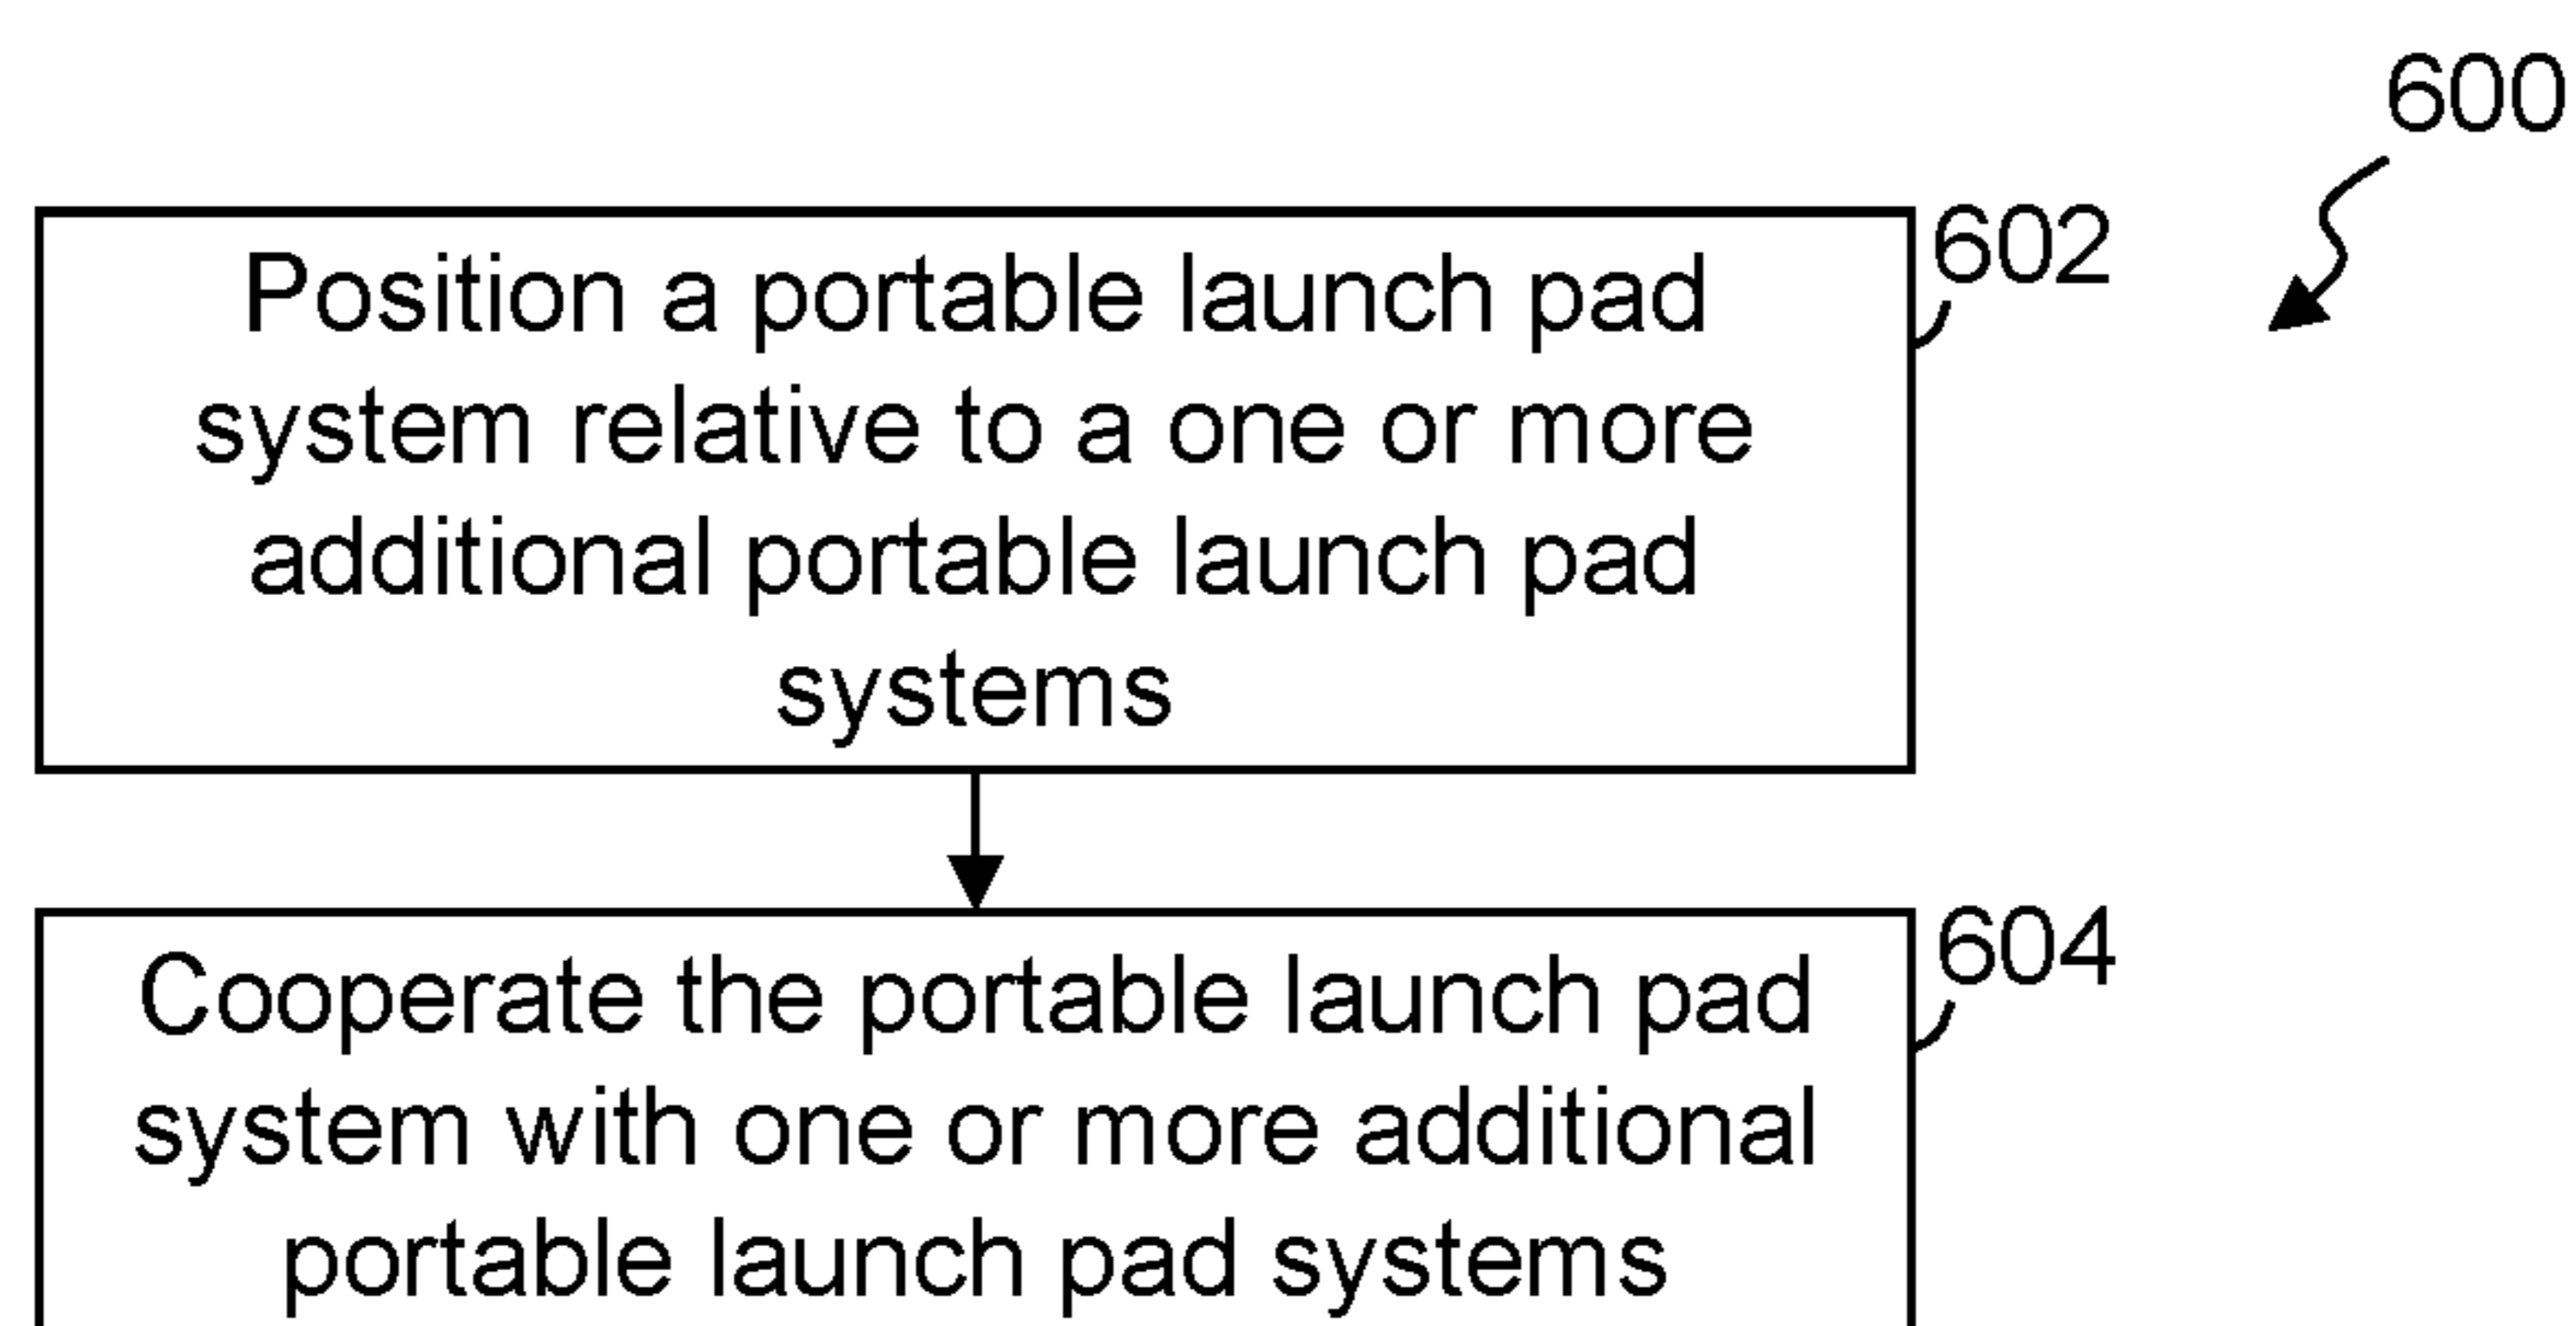 600
602
Position a portable launch pad
system relative to a one or more
additional portable launch pad
systems
604
Cooperate the portable launch pad
system with one or more additional
portable launch pad systems